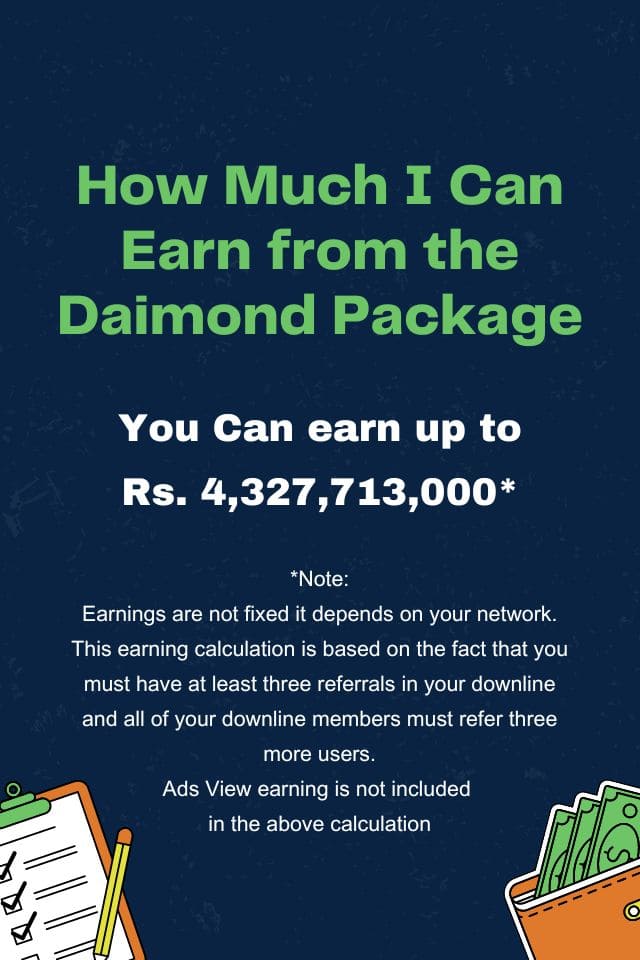 How Much I Can
Earn from the
Daimond Package
You Can earn up to
Rs. 4,327,713,000*
*Note:
Earnings are not fixed it depends on your network.
This earning calculation is based on the fact that you
must have at least three referrals in your downline
and all of your downline members must refer three
more users.
Ads View earning is not included
in the above calculation